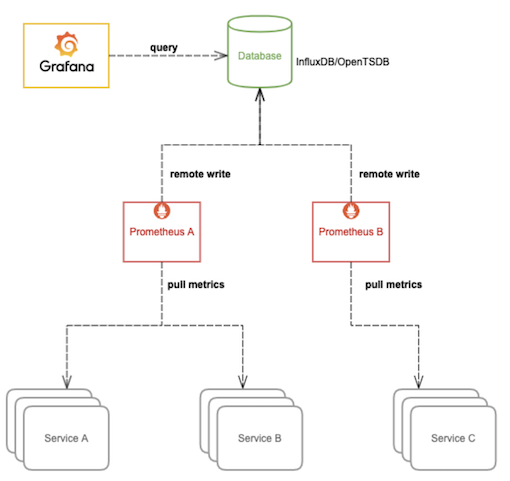 query
Grafana
Database
InfluxDB/OpenTSDB
remote write
remote write
Prometheus A
Prometheus B
pull metrics
pull metrics
Service A
Service B
Service C